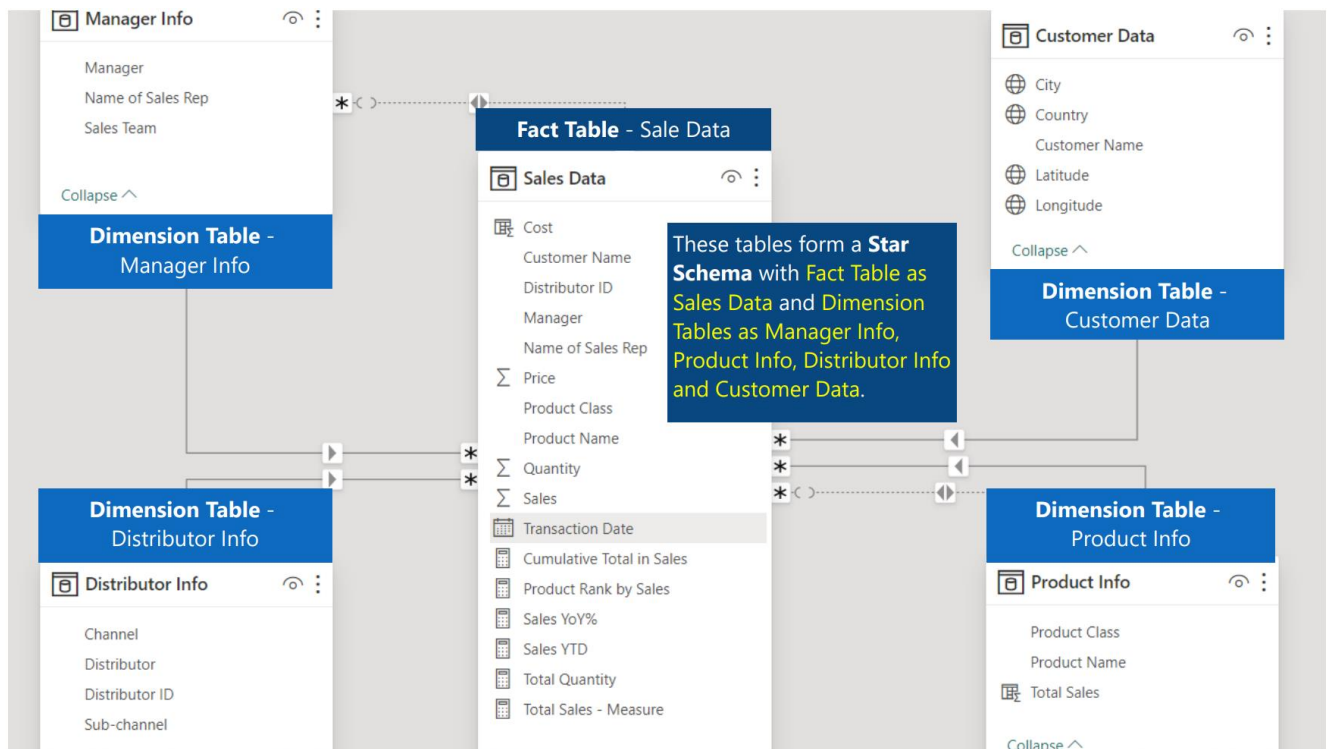 Manager Info
Manager
Name of Sales Rep
Sales Team
Collapse
Dimension Table -
Manager Info
Fact Table - Sale Data
Sales Data
Cost
Customer Name
Distributor ID
Manager
Name of Sales Rep
Price
Product Class
Product Name
Quantity
Sales
Transaction Date
Cumulative Total in Sales
Product Rank by Sales
Sales YoY%
Sales YTD
Total Quantity
Total Sales - Measure
These tables form a Star
Schema with Fact Table as
Sales Data and Dimension
Tables as Manager Info,
Product Info, Distributor Info
and Customer Data.
Customer Data
City
Country
Customer Name
Latitude
Longitude
Collapse
Dimension Table -
Customer Data
Dimension Table -
Distributor Info
Distributor Info
Channel
Distributor
Distributor ID
Sub-channel
Dimension Table -
Product Info
Product Info
Product Class
Product Name
Total Sales
Collapse